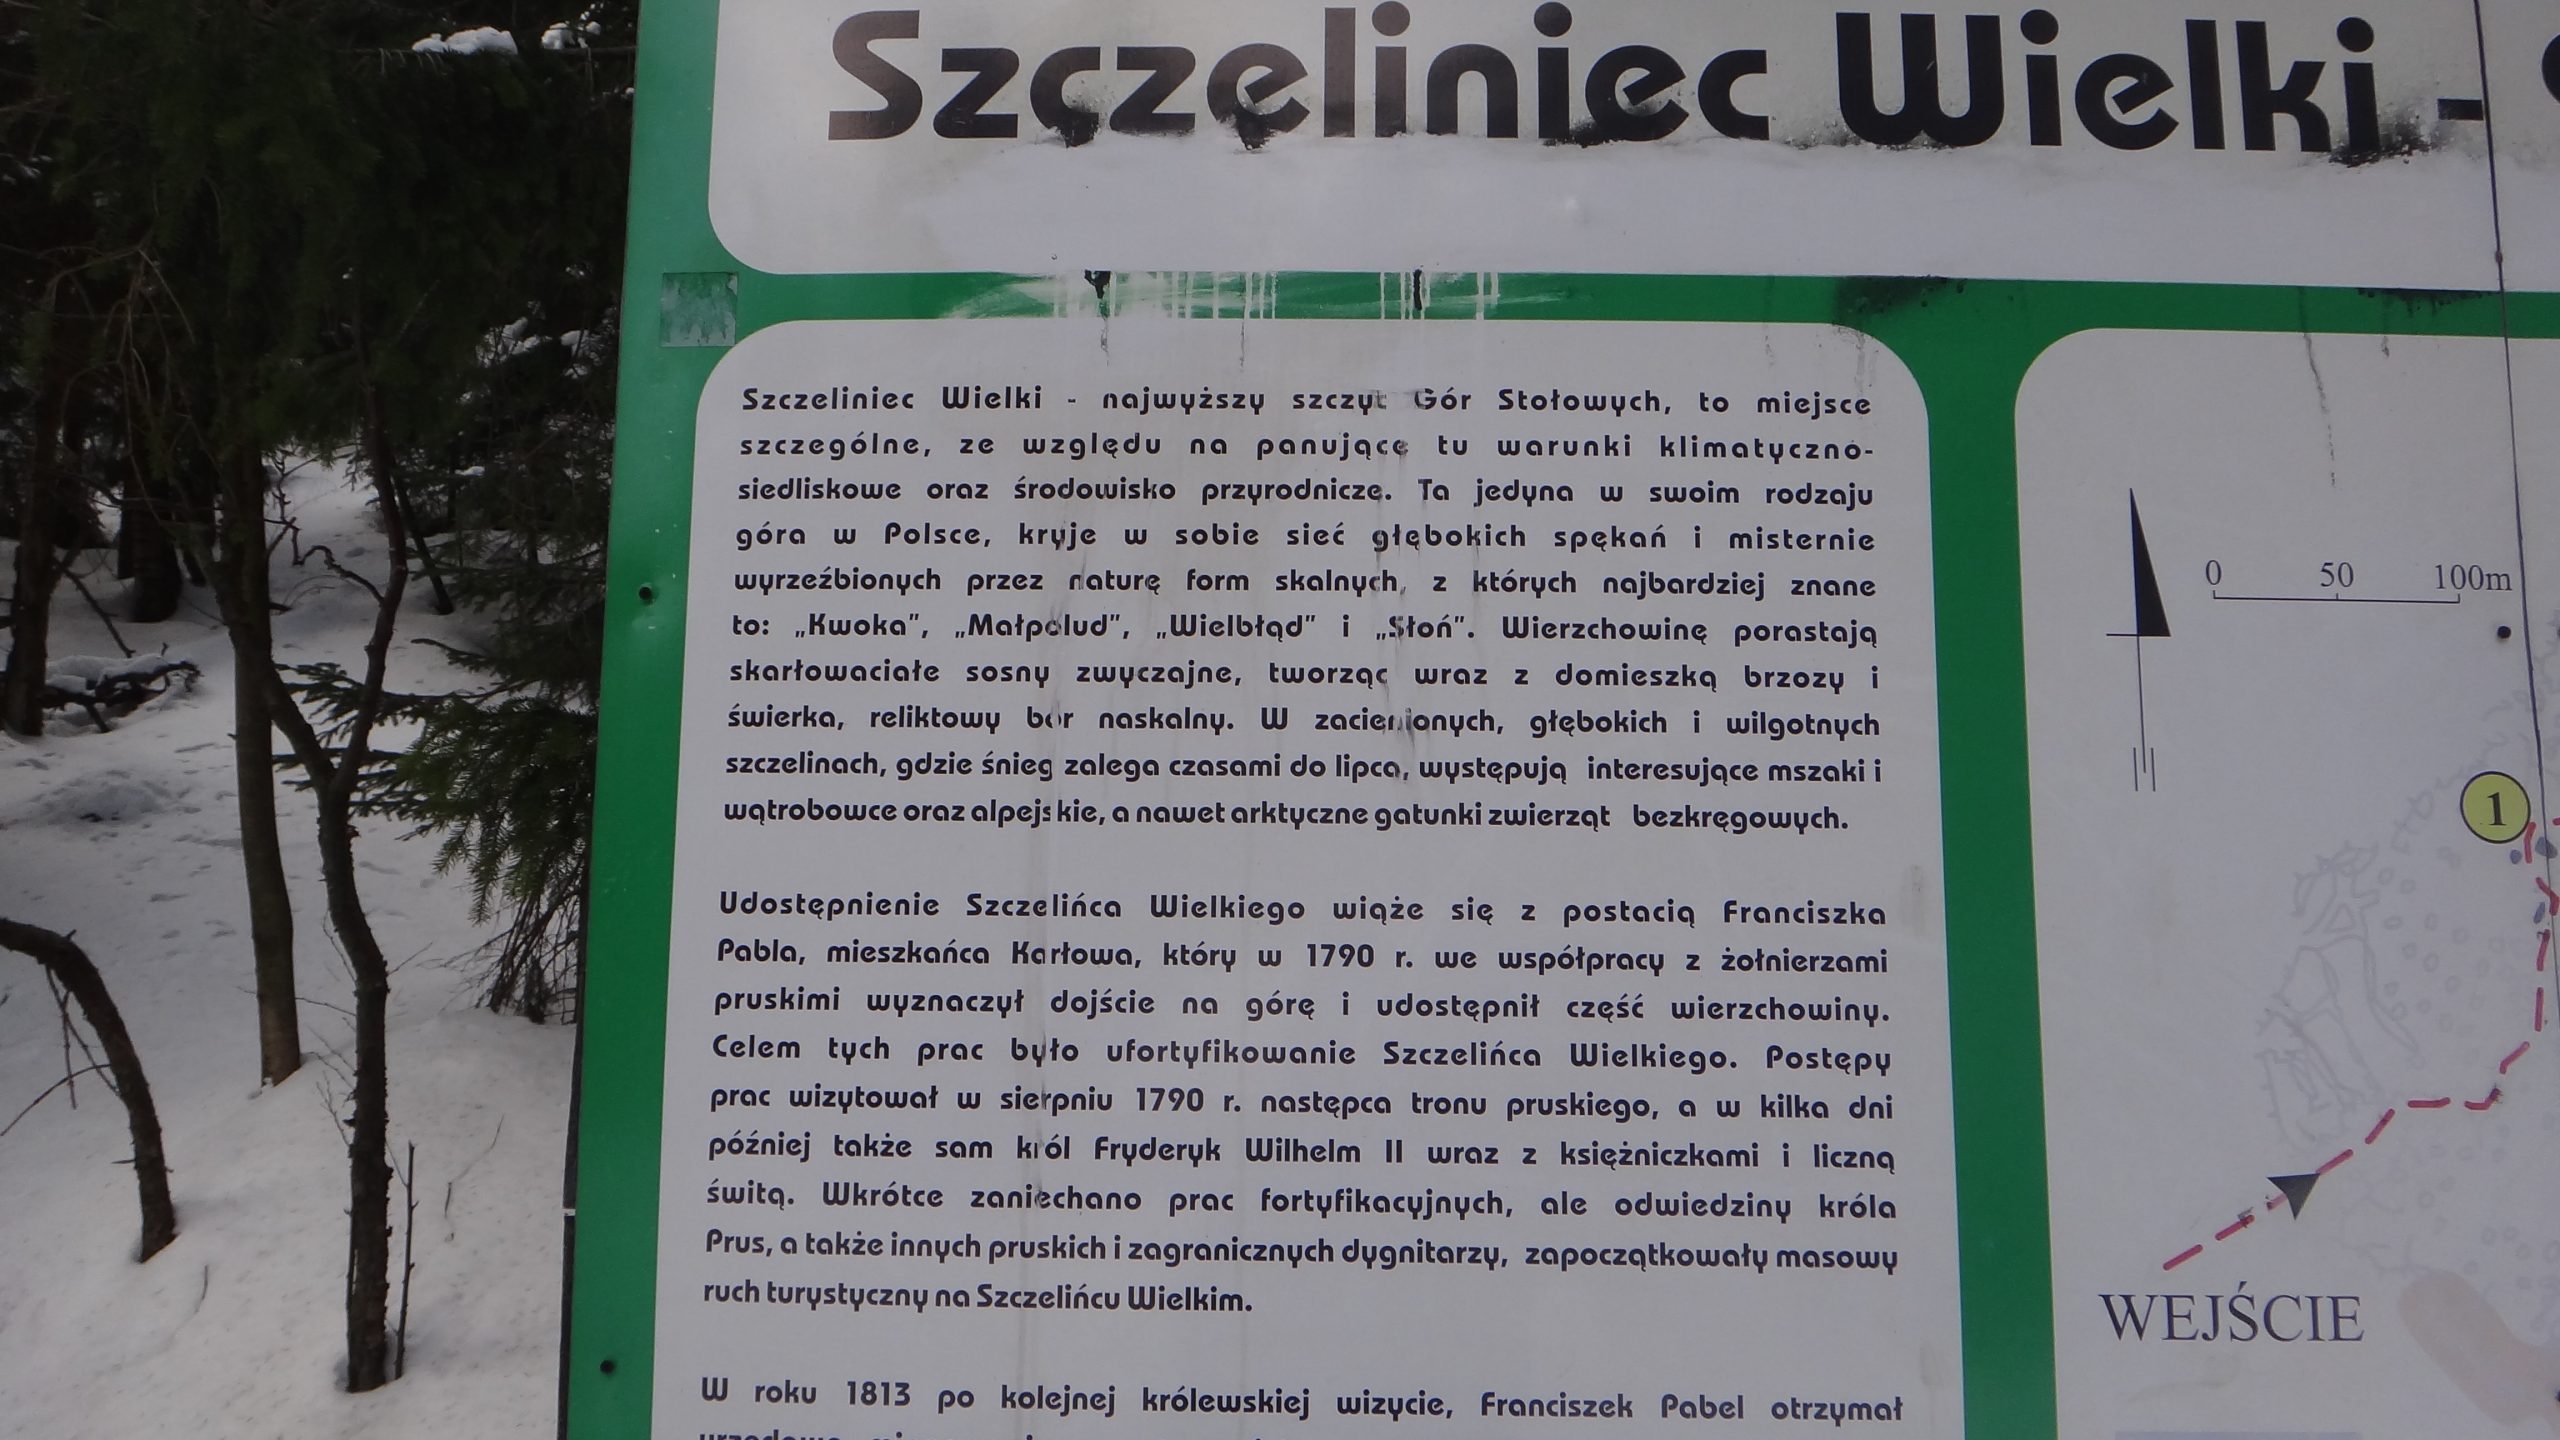 Szczeliniec Wielki -
Szczeliniec Wielki - najwyższy szczyt Gór Stołowych, to miejsce
szczególne, ze względu na panujące tu warunki klimatyczno-
siedliskowe oraz środowisko przyrodnicze. Ta jedyna w swoim rodzaju
góra w Polsce, kryje w sobie sieć głębokich spękań i misternie
wyrzeźbionych przez naturę form skalnych, z których najbardziej znane
to: „Kwoka”, „Małpolud”, „Wielbłąd” i „Słoń”. Wierzchowinę porastają
skarłowaciałe sosny zwyczajne, tworząc wraz z domieszką brzozy i
świerka, reliktowy bór naskalny. W zacienionych, głębokich i wilgotnych
szczelinach, gdzie śnieg zalega czasami do lipca, występują interesujące mszaki i
wątrobowce oraz alpejskie, a nawet arktyczne gatunki zwierząt bezkręgowych.
Udostępnienie Szczelińca Wielkiego wiąże się z postacią Franciszka
Pabla, mieszkańca Karłowa, który w 1790 r. we współpracy z żołnierzami
pruskimi wyznaczył dojście na górę i udostępnił część wierzchowiny.
Celem tych prac było ufortyfikowanie Szczelińca Wielkiego. Postępy
prac wizytował w sierpniu 1790 r. następca tronu pruskiego, a w kilka dni
później także sam król Fryderyk Wilhelm II wraz z księżniczkami i liczną
świtą. Wkrótce zaniechano prac fortyfikacyjnych, ale odwiedziny króla
Prus, a także innych pruskich i zagranicznych dygnitarzy, zapoczątkowały masowy
ruch turystyczny na Szczelińcu Wielkim.
W roku 1813 po kolejnej królewskiej wizycie, Franciszek Pabel otrzymał
0 50 100m
1
WEJŚCIE